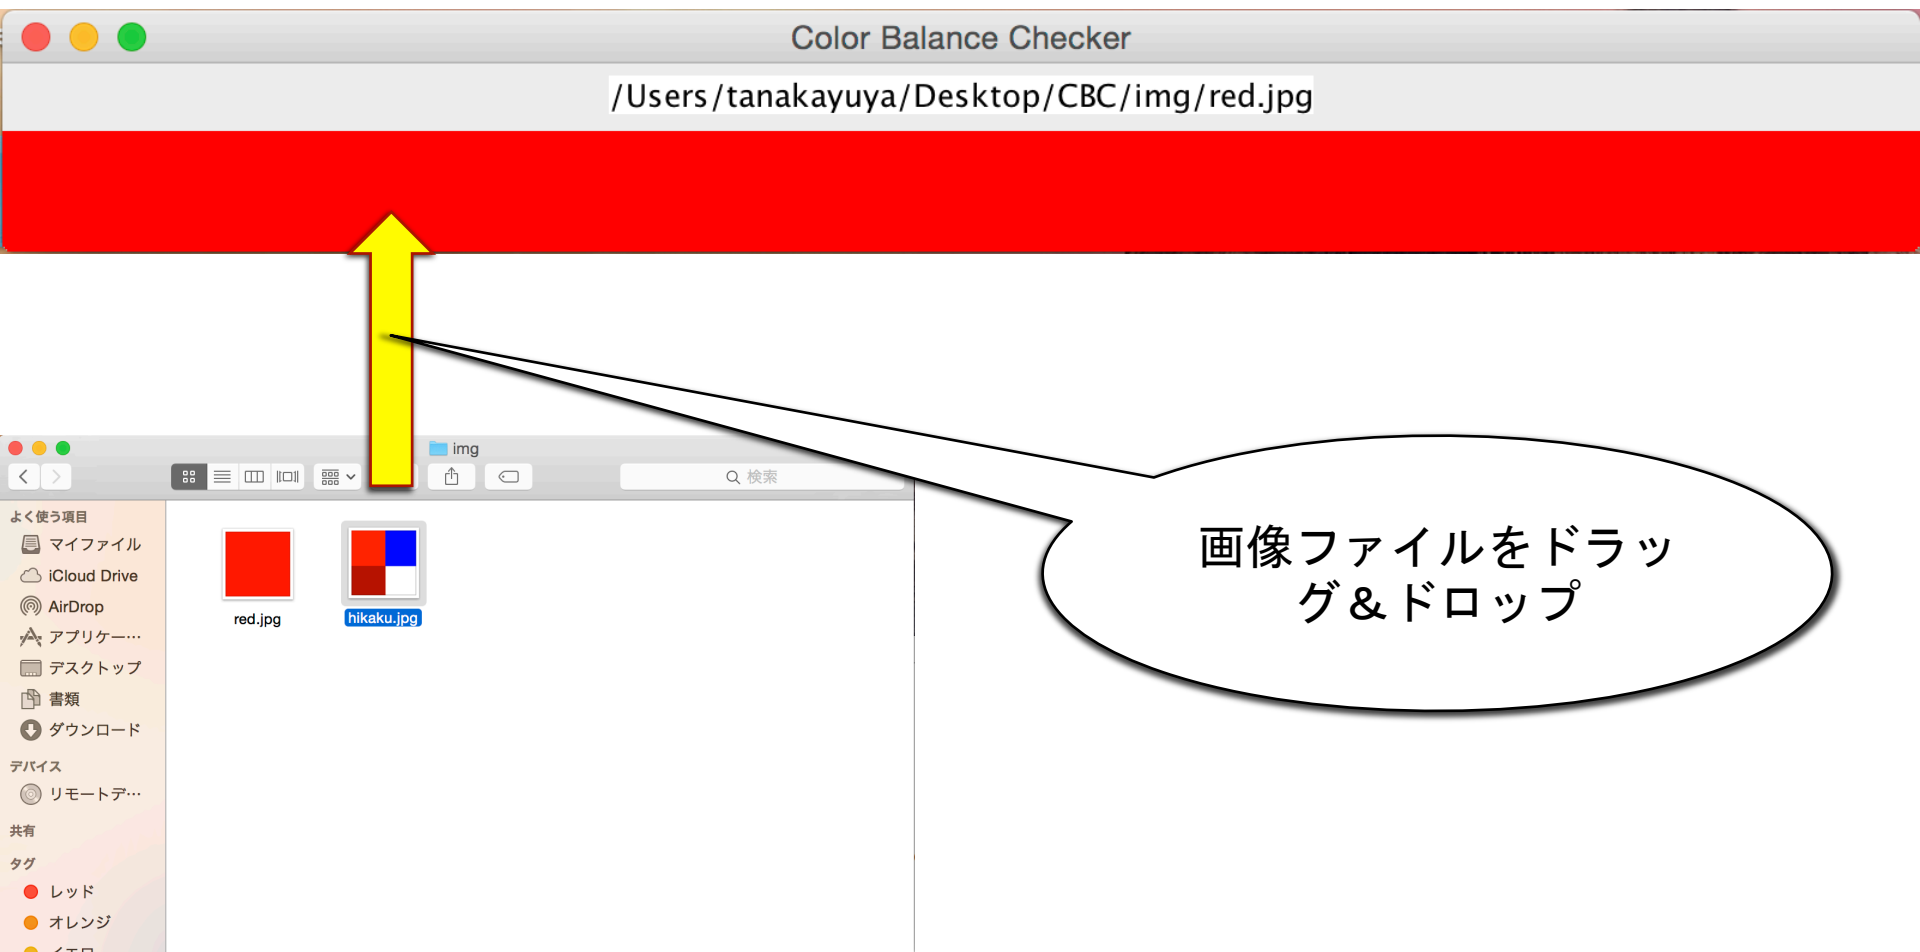 Color Balance Checker
/Users/tanakayuya/Desktop/CBC/img/red.jpg
img
検索
よく使う項目
マイファイル
iCloud Drive
AirDrop
アプリケー…
デスクトップ
書類
ダウンロード
デバイス
リモートデ…
共有
タグ
レッド
オレンジ
red.jpg
hikaku.jpg
画像ファイルをドラッ
グ＆ドロップ